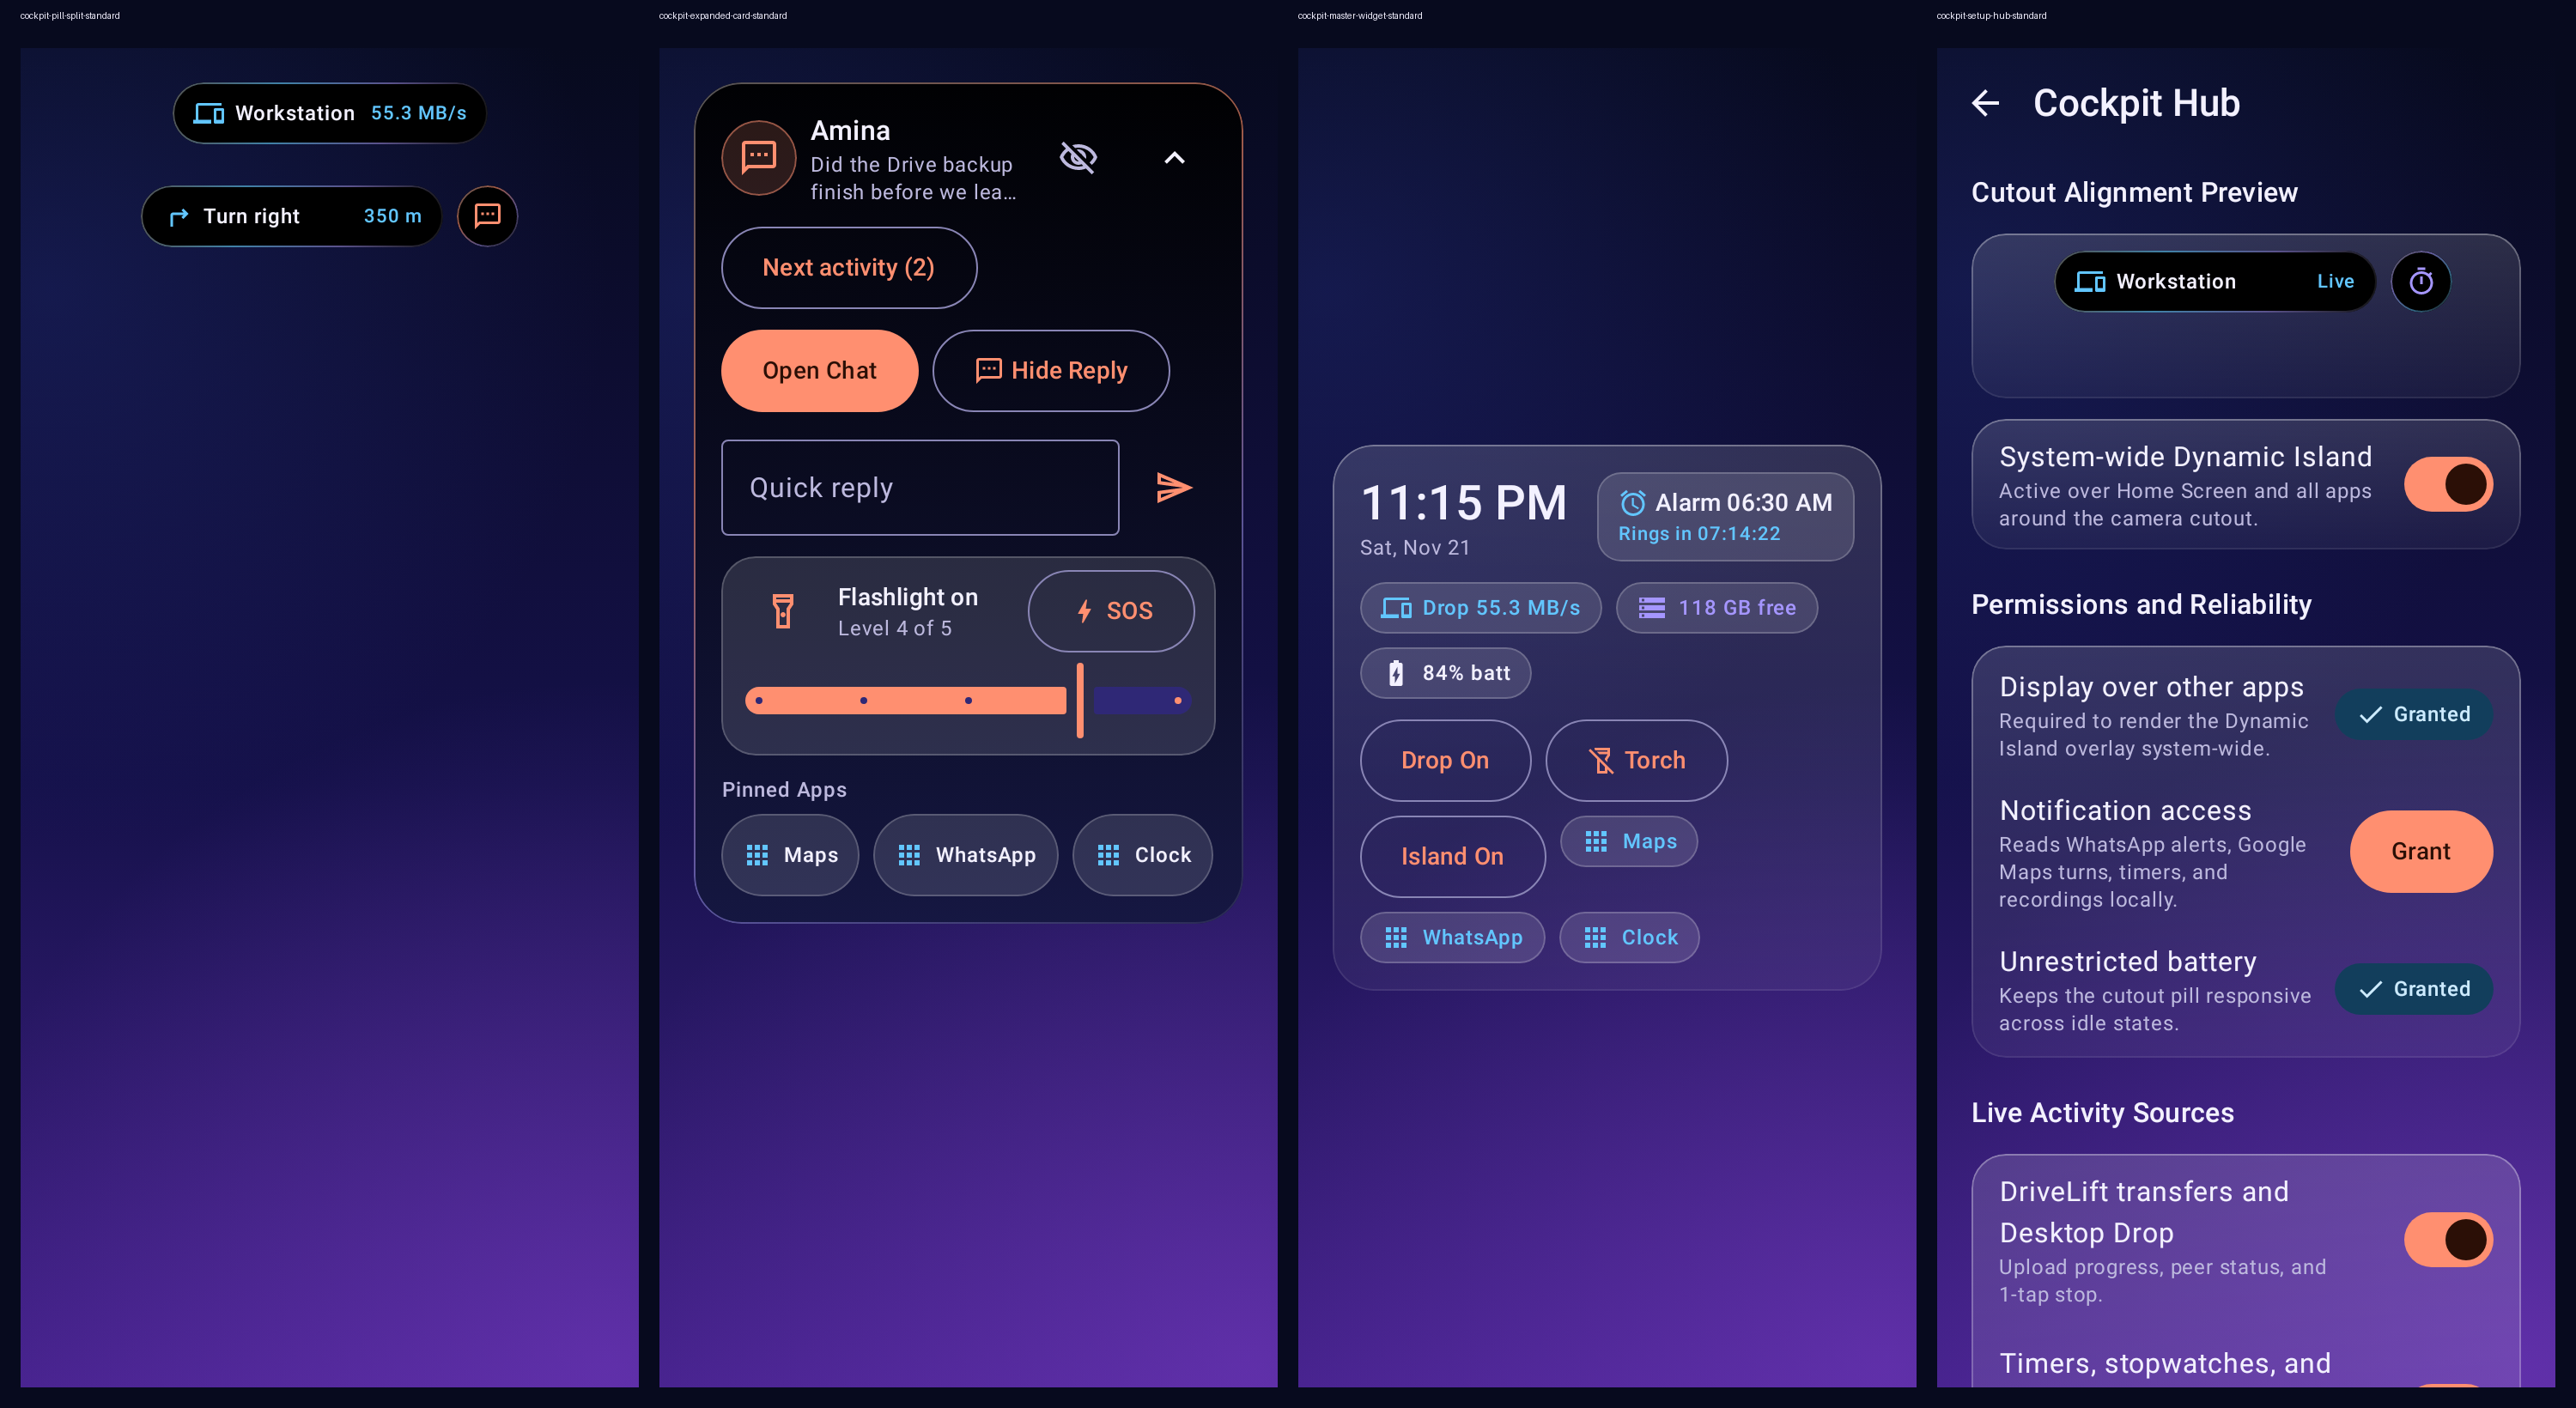 cockpit-pill-split-standard
Workstation 55.3 MB/s
Turn right 350 m
cockpit-expanded-card-standard
Amina
Did the Drive backup
finish before we lea...
Next activity (2)
Open Chat
Hide Reply
Quick reply
Flashlight on
Level 4 of 5
SOS
Pinned Apps
Maps
WhatsApp
Clock
cockpit-master-widget-standard
11:15 PM
Sat, Nov 21
Alarm 06:30 AM
Rings in 07:14:22
Drop 55.3 MB/s
118 GB free
84% batt
Drop On
Torch
Island On
Maps
WhatsApp
Clock
cockpit-setup-hub-standard
Cockpit Hub
Cutout Alignment Preview
Workstation Live
System-wide Dynamic Island
Active over Home Screen and all apps
around the camera cutout.
Permissions and Reliability
Display over other apps
Required to render the Dynamic
Island overlay system-wide.
Granted
Notification access
Reads WhatsApp alerts, Google
Maps turns, timers, and
recordings locally.
Grant
Unrestricted battery
Keeps the cutout pill responsive
across idle states.
Granted
Live Activity Sources
DriveLift transfers and
Desktop Drop
Upload progress, peer status, and
1-tap stop.
Timers, stopwatches, and